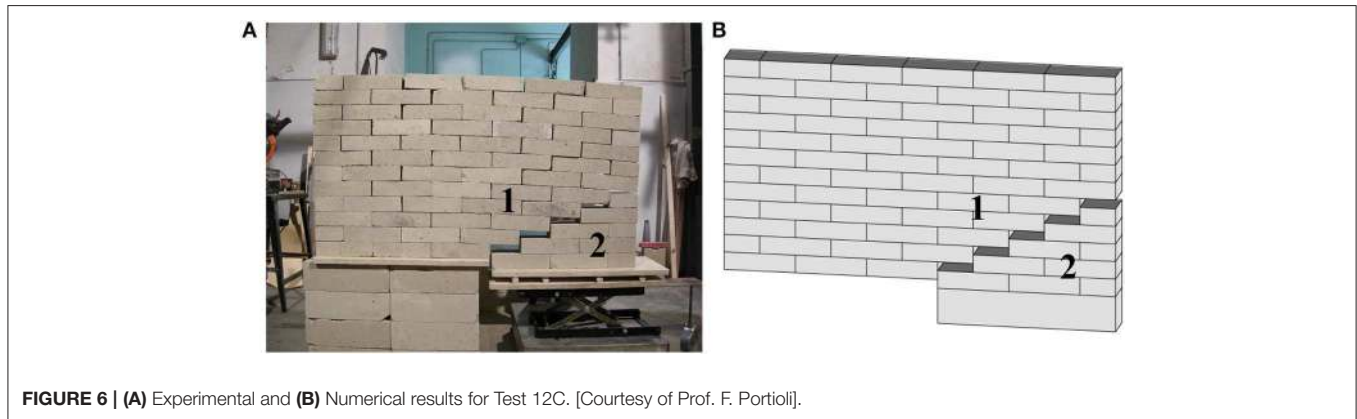 A
B
1
2
1
2
FIGURE 6 | (A) Experimental and (B) Numerical results for Test 12C. [Courtesy of Prof. F. Portioli].